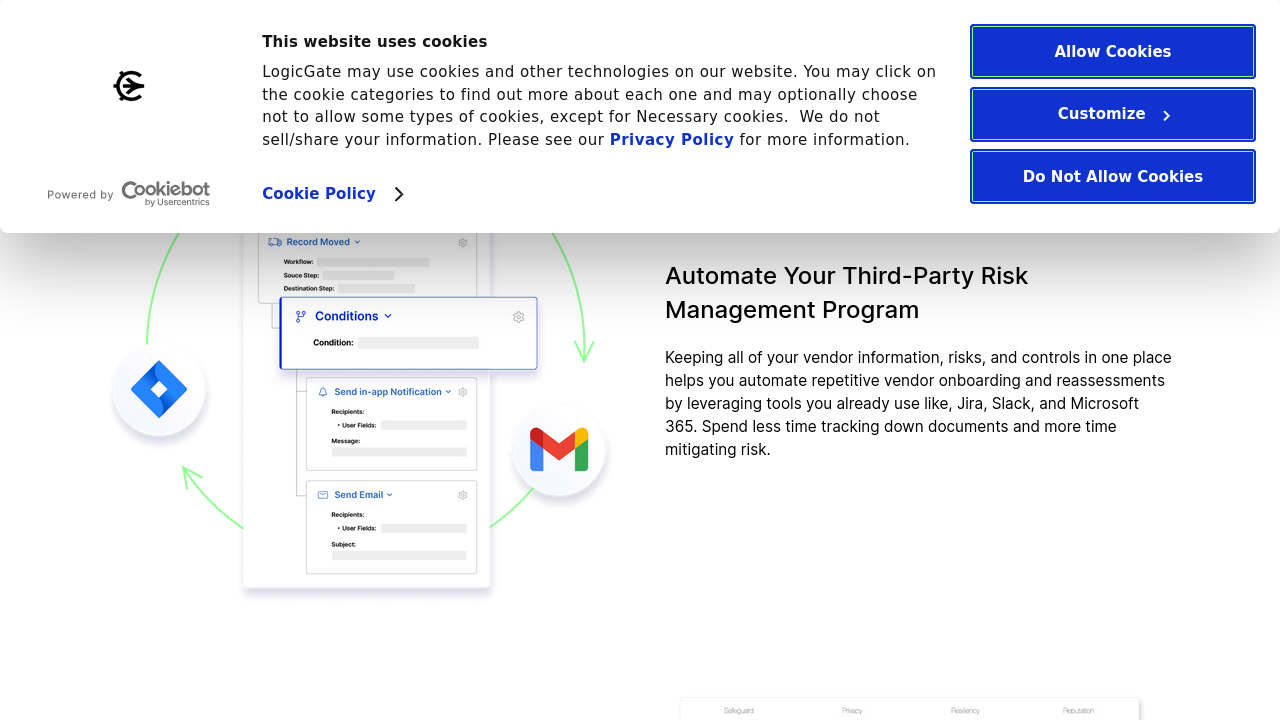 This website uses cookies
LogicGate may use cookies and other technologies on our website. You may click on
the cookie categories to find out more about each one and may optionally choose
not to allow some types of cookies, except for Necessary cookies.  We do not
sell/share your information. Please see our Privacy Policy for more information.
Cookie Policy
Powered by Cookiebot
by Usercentrics
Allow Cookies
Customize
Do Not Allow Cookies
Record Moved
Workflow:
Souce Step:
Destination Step:
Conditions
Condition:
Send in-app Notification
Recipients:
• User Fields:
Message:
Send Email
Recipients:
• User Fields:
Subject:
Automate Your Third-Party Risk
Management Program
Keeping all of your vendor information, risks, and controls in one place
helps you automate repetitive vendor onboarding and reassessments
by leveraging tools you already use like, Jira, Slack, and Microsoft
365. Spend less time tracking down documents and more time
mitigating risk.
Safeguard Privacy Resiliency Reputation